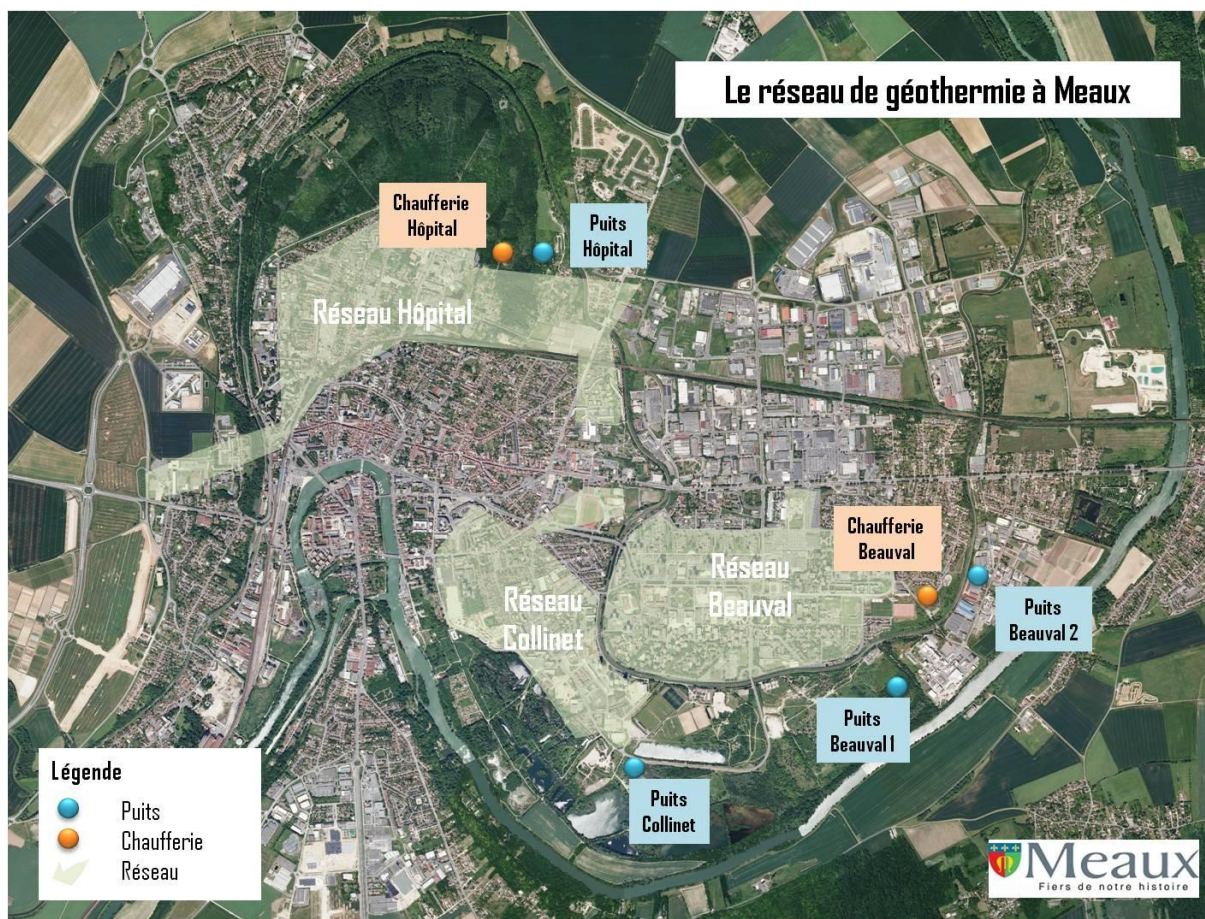 Le réseau de géothermie à Meaux
Chaufferie
Hôpital
Puits
Hôpital
Réseau Hôpital
Réseau
Collinet
Réseau
Beauval
Chaufferie
Beauval
Puits
Beauval 2
Puits
Beauval 1
Puits
Collinet
Légende
Puits
Chaufferie
Réseau
Meaux
Fiers de notre histoire